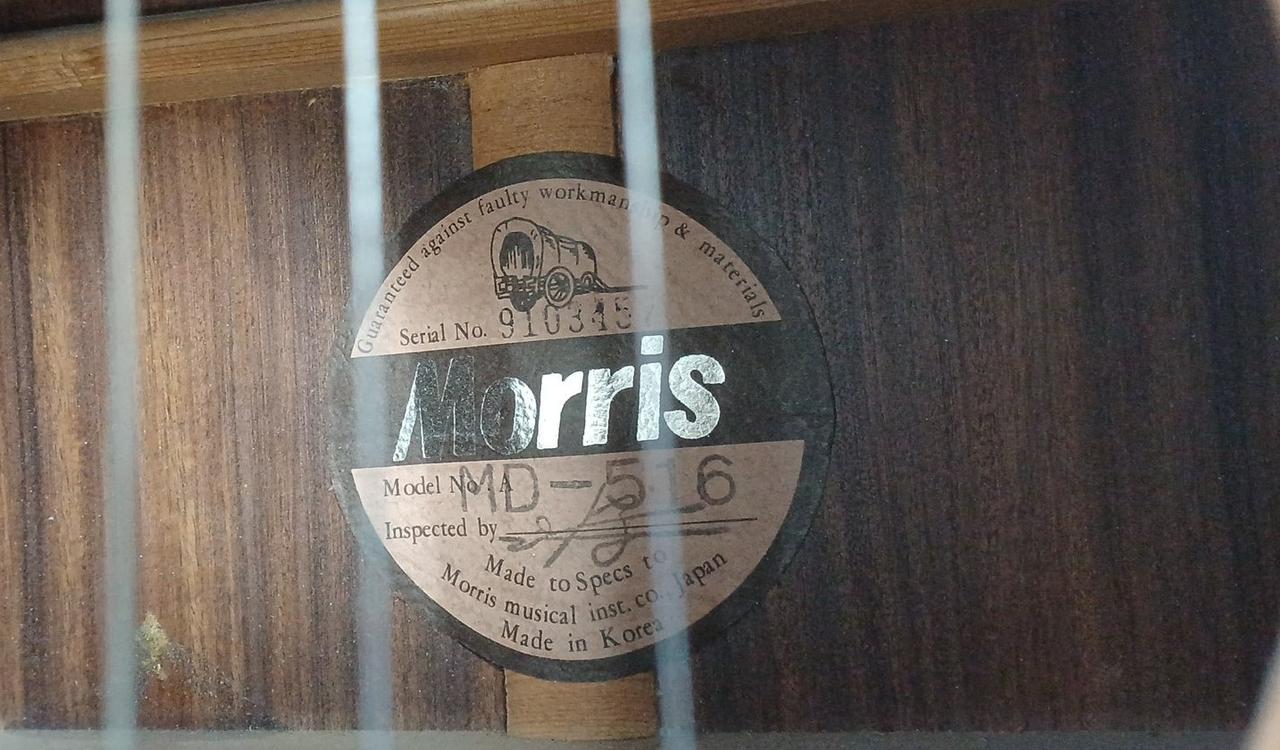 Guaranteed against faulty workmanship & materials
Serial No. 910345
Morris
Model No. A MD-516
Inspected by
Made to Specs to
Morris musical inst. co., Japan
Made in Korea